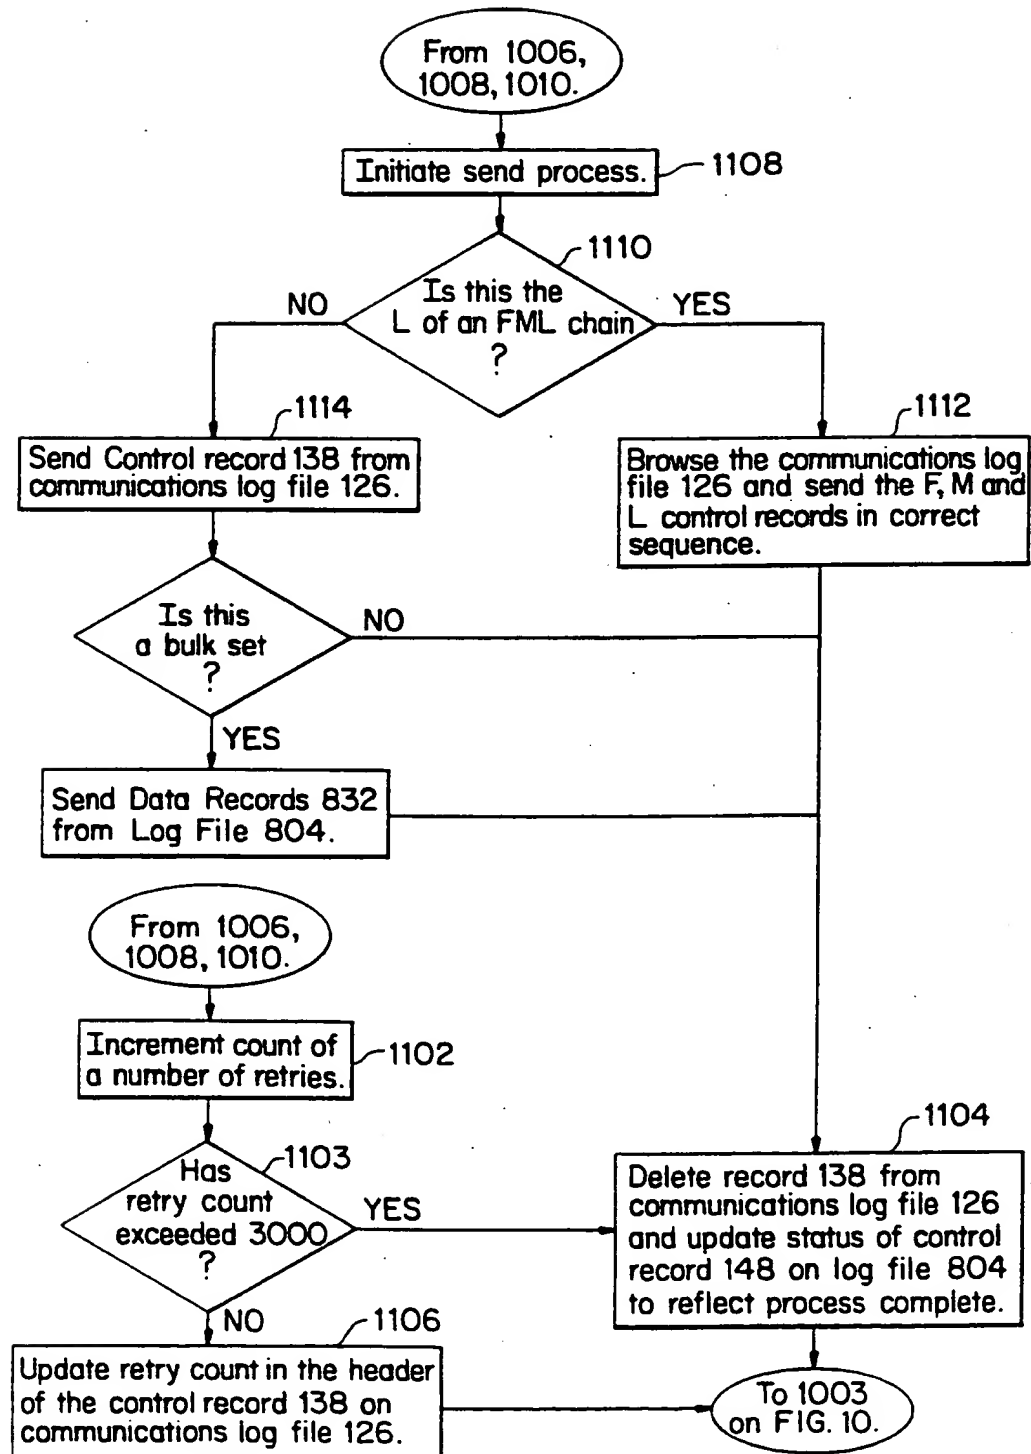 From 1006,
1008, 1010.
Initiate send process.
1108
1110
Is this the
L of an FML chain
?
NO
YES
1114
Send Control record 138 from
communications log file 126.
1112
Browse the communications log
file 126 and send the F, M and
L control records in correct
sequence.
Is this
a bulk set
?
NO
YES
Send Data Records 832
from Log File 804.
From 1006,
1008, 1010.
Increment count of
a number of retries.
1102
1103
Has
retry count
exceeded 3000
?
YES
NO
1104
Delete record 138 from
communications log file 126
and update status of control
record 148 on log file 804
to reflect process complete.
1106
Update retry count in the header
of the control record 138 on
communications log file 126.
To 1003
on FIG. 10.